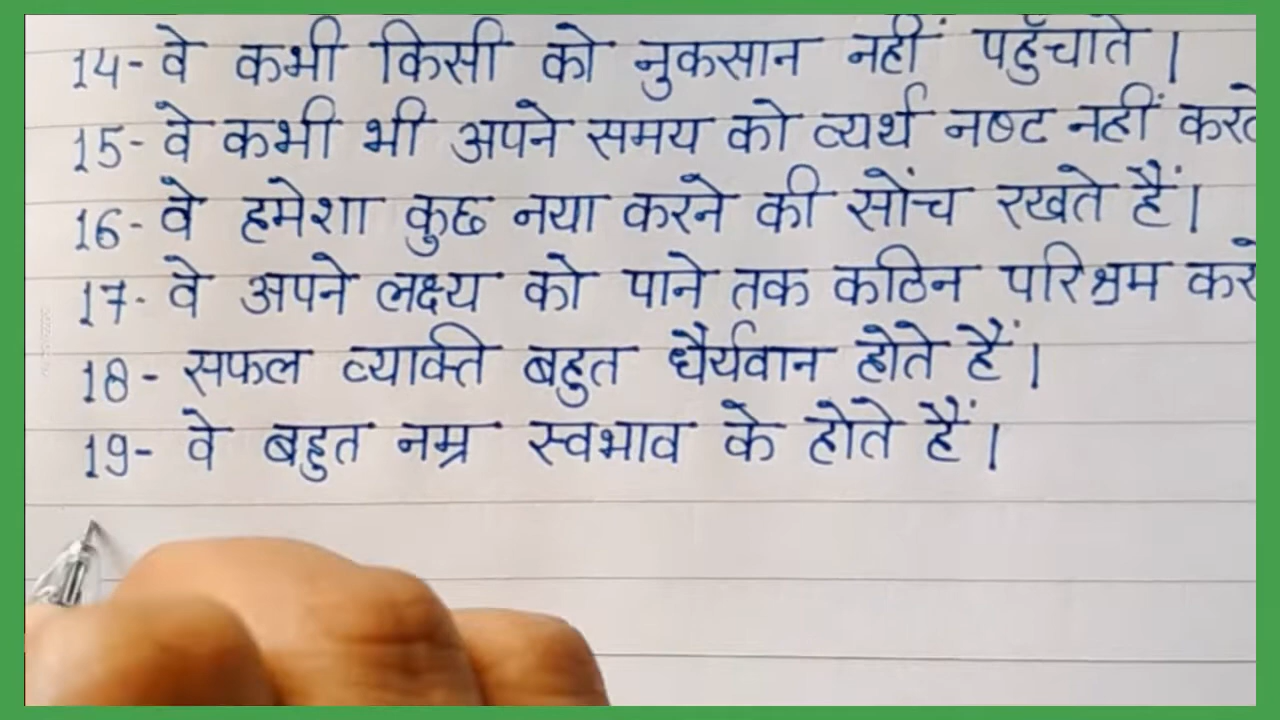 14- वे कभी किसी को नुकसान नहीं पहुँचाते।
15- वे कभी भी अपने समय को व्यर्थ नष्ट नहीं करते
16- वे हमेशा कुछ नया करने की सोंच रखते हैं।
17- वे अपने लक्ष्य को पाने तक कठिन परिश्रम
18- सफल व्यक्ति बहुत धैर्यवान होते हैं।
19- वे बहुत नम्र स्वभाव के होते हैं।